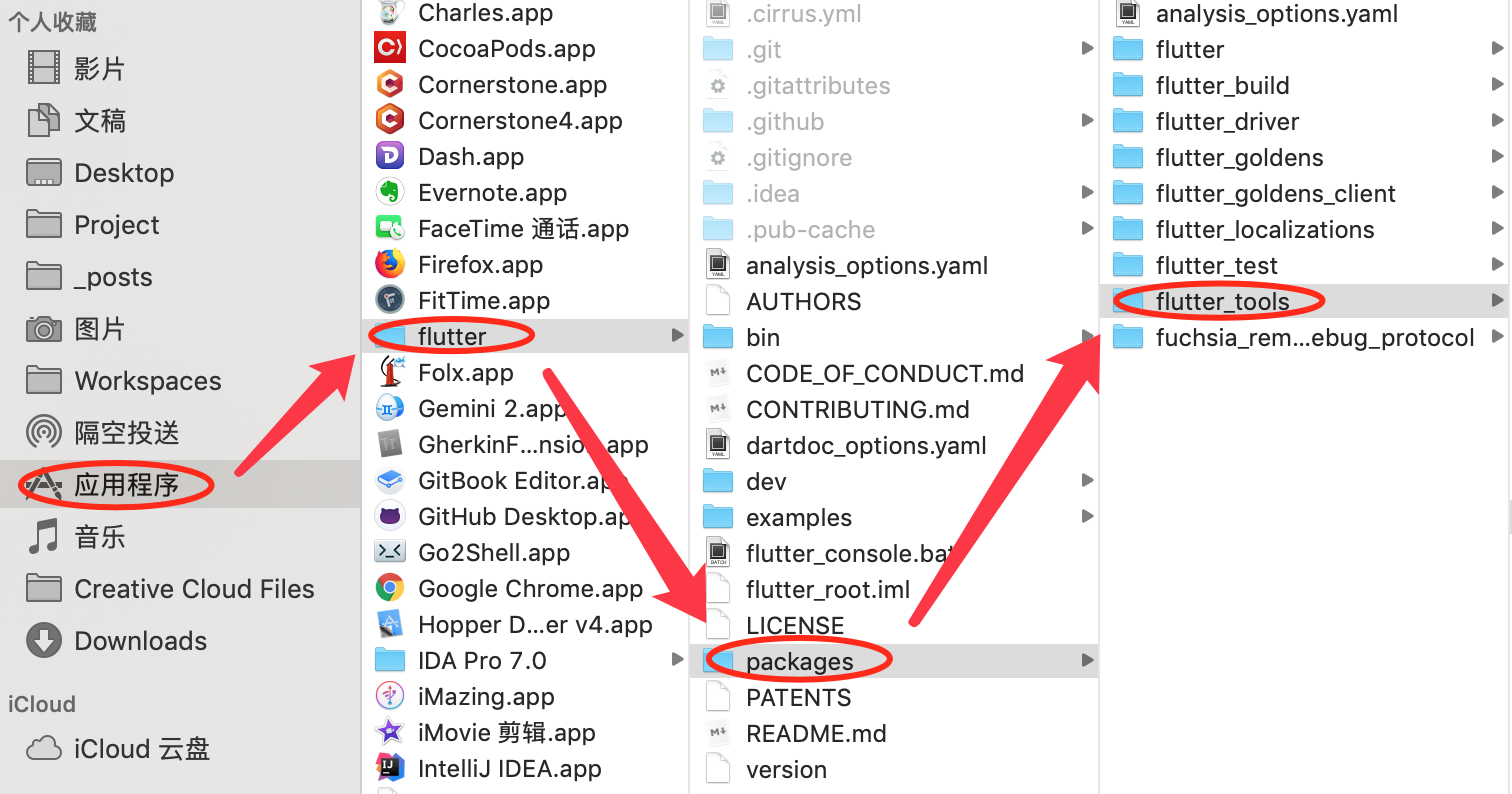 个人收藏
影片
文稿
Desktop
Project
_posts
图片
Workspaces
隔空投送
应用程序
音乐
Creative Cloud Files
Downloads
iCloud
iCloud 云盘
Charles.app
CocoaPods.app
Cornerstone.app
Cornerstone4.app
Dash.app
Evernote.app
FaceTime 通话.app
Firefox.app
FitTime.app
flutter
Folx.app
Gemini 2.app
GherkinF...nsion.app
GitBook Editor.app
GitHub Desktop.app
Go2Shell.app
Google Chrome.app
Hopper D...er v4.app
IDA Pro 7.0
iMazing.app
iMovie 剪辑.app
IntelliJ IDEA.app
.cirrus.yml
.git
.gitattributes
.github
.gitignore
.idea
.pub-cache
analysis_options.yaml
AUTHORS
bin
CODE_OF_CONDUCT.md
CONTRIBUTING.md
dartdoc_options.yaml
dev
examples
flutter_console.bat
flutter_root.iml
LICENSE
packages
PATENTS
README.md
version
analysis_options.yaml
flutter
flutter_build
flutter_driver
flutter_goldens
flutter_goldens_client
flutter_localizations
flutter_test
flutter_tools
fuchsia_rem...ebug_protocol